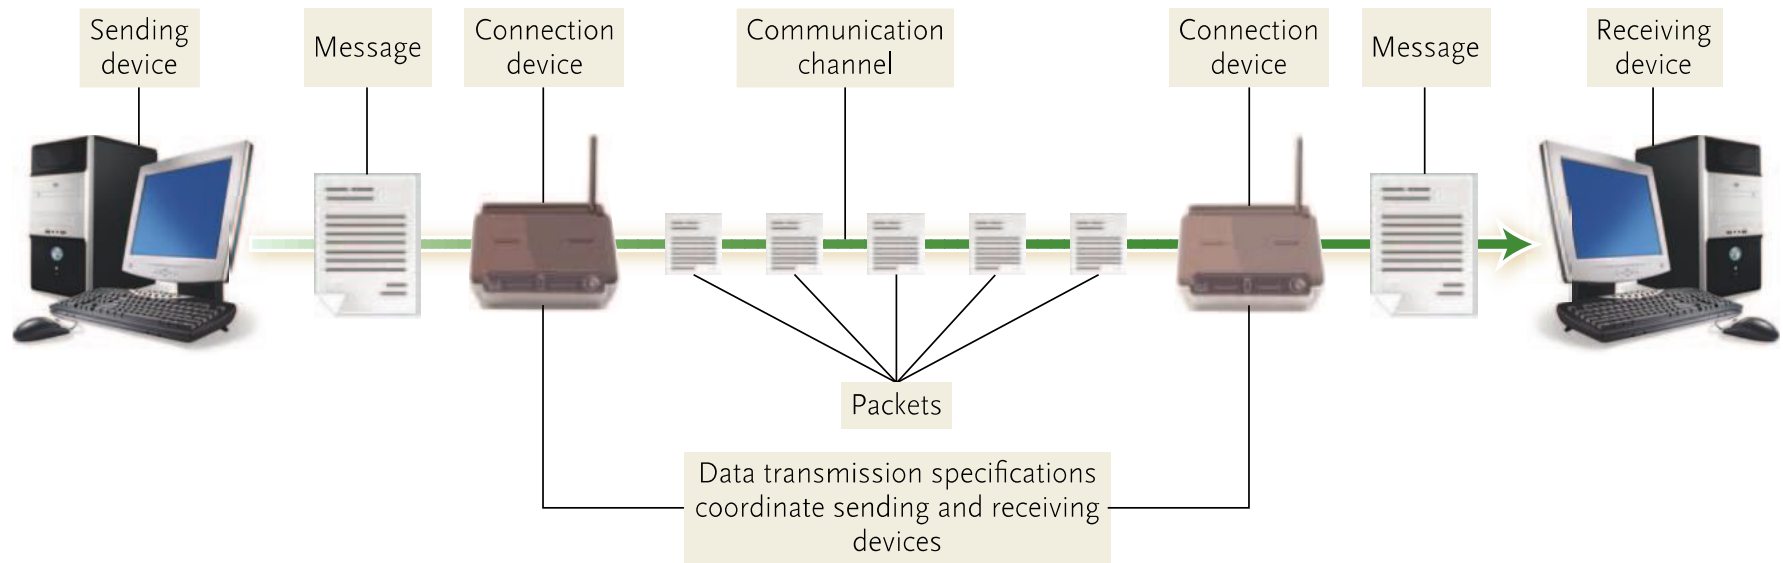 Sending
device
Message
Connection
device
Communication
channel
Connection
device
Message
Receiving
device
Packets
Data transmission specifications
coordinate sending and receiving
devices